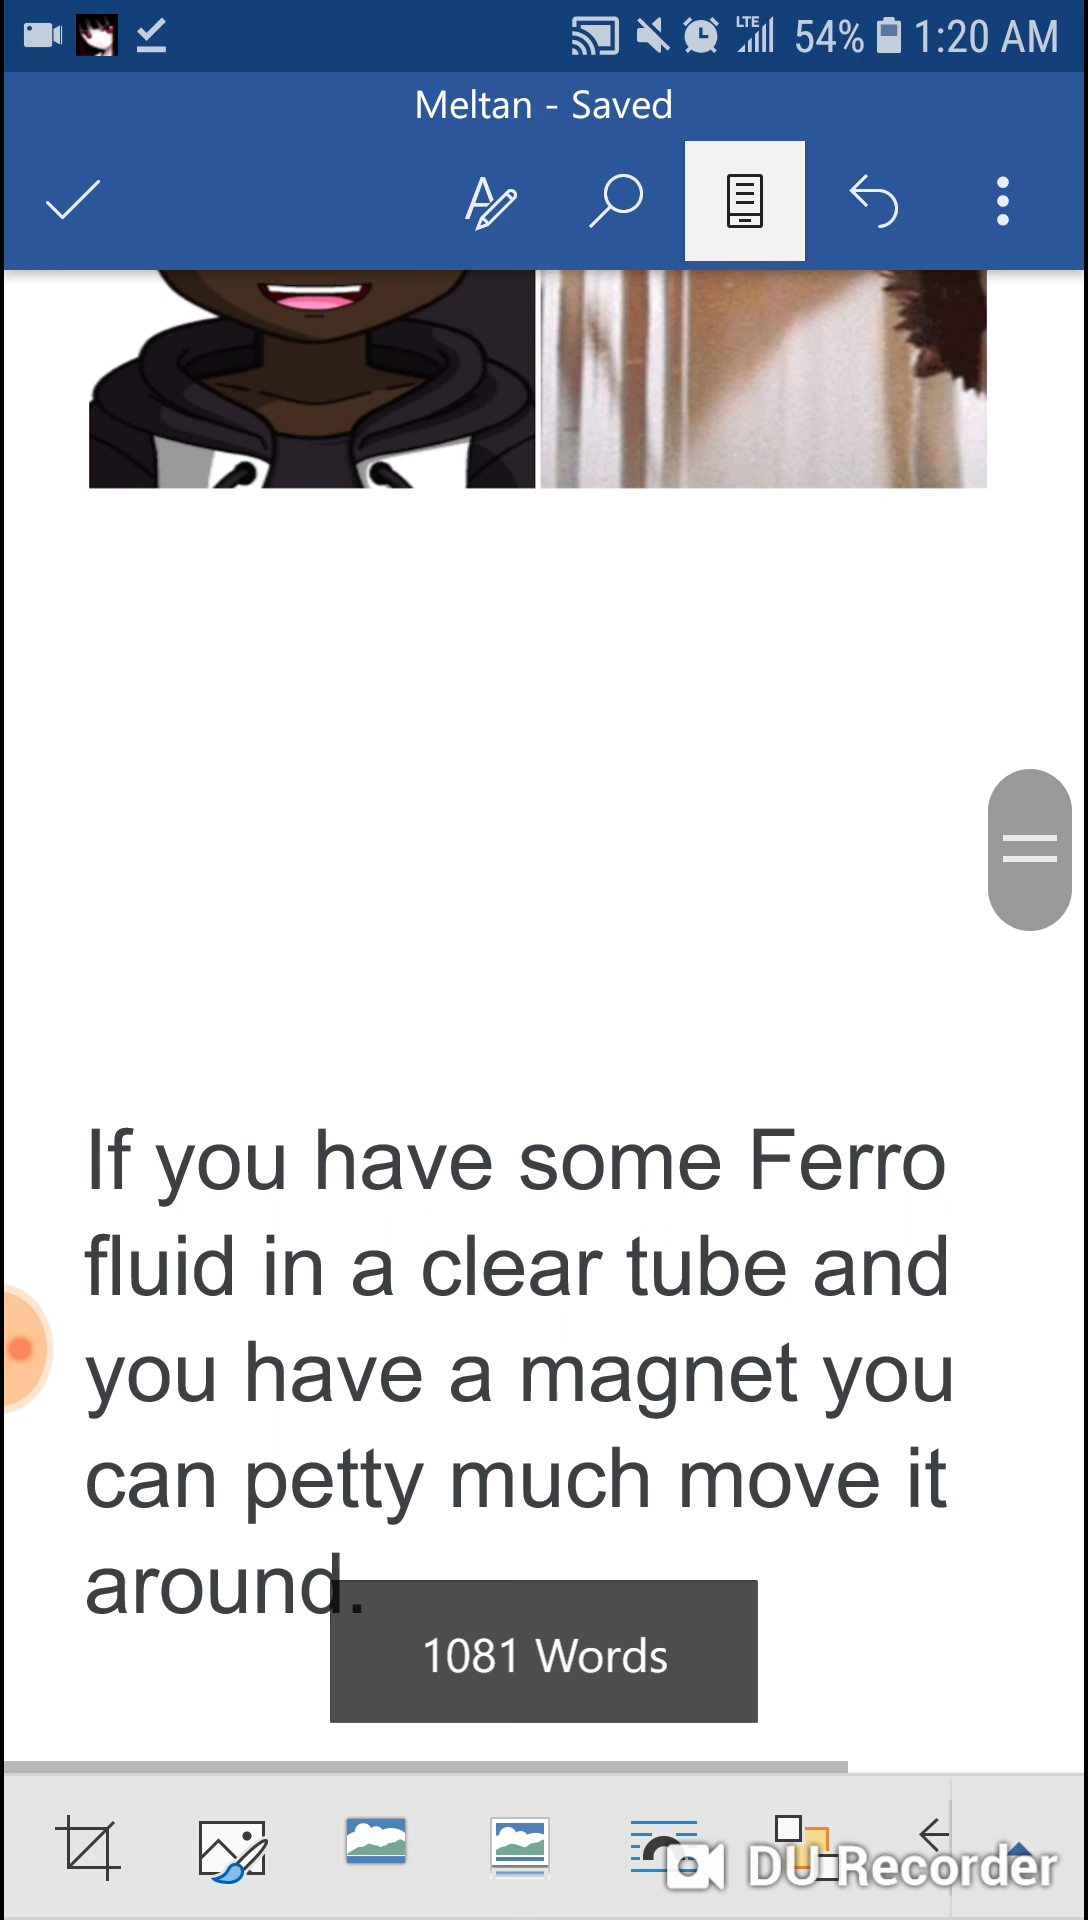 LTE 54% 1:20 AM
Meltan - Saved
If you have some Ferro
fluid in a clear tube and
you have a magnet you
can petty much move it
around.
1081 Words
DU Recorder